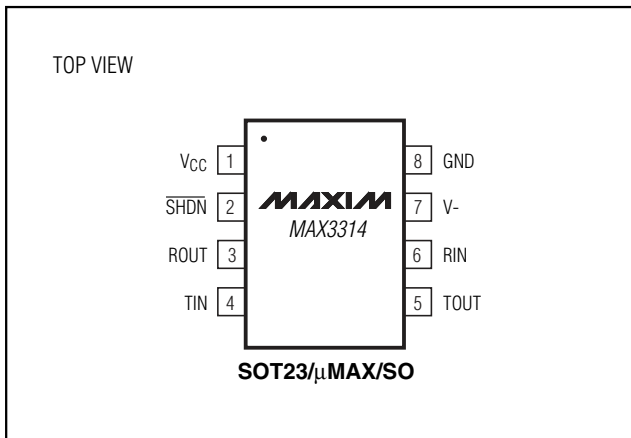 TOP VIEW
VCC 1
SHDN 2
ROUT 3
TIN 4
MAXIM
MAX3314
8 GND
7 V-
6 RIN
5 TOUT
SOT23/µMAX/SO